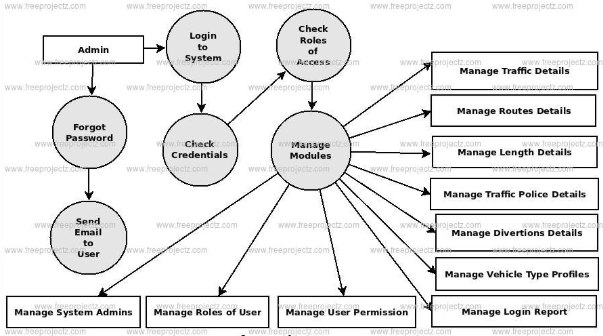 Admin
Login
to
System
Check
Roles
of
Access
Manage Traffic Details
Manage Routes Details
Forgot
Password
Check
Credentials
Manage
Modules
Manage Length Details
Manage Traffic Police Details
Send
Email
to
User
Manage Divertions Details
Manage Vehicle Type Profiles
Manage System Admins
Manage Roles of User
Manage User Permission
Manage Login Report
www.freeprojectz.com